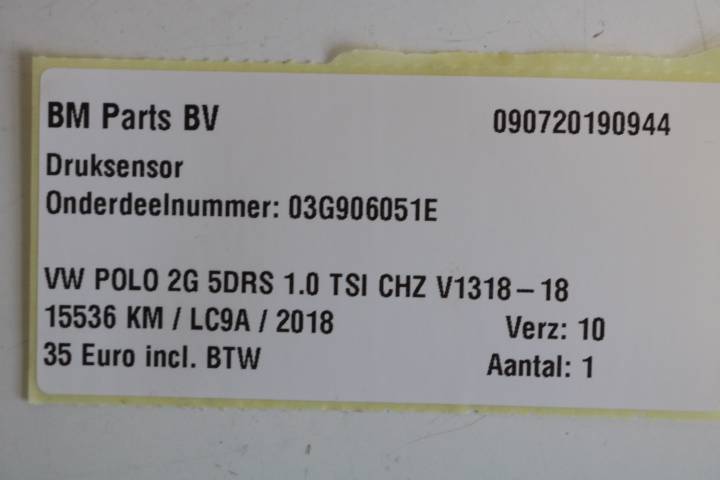 BM Parts BV 090720190944
Druksensor
Onderdeelnummer: 03G906051E
VW POLO 2G 5DRS 1.0 TSI CHZ V1318-18
15536 KM / LC9A / 2018 Verz: 10
35 Euro incl. BTW Aantal: 1